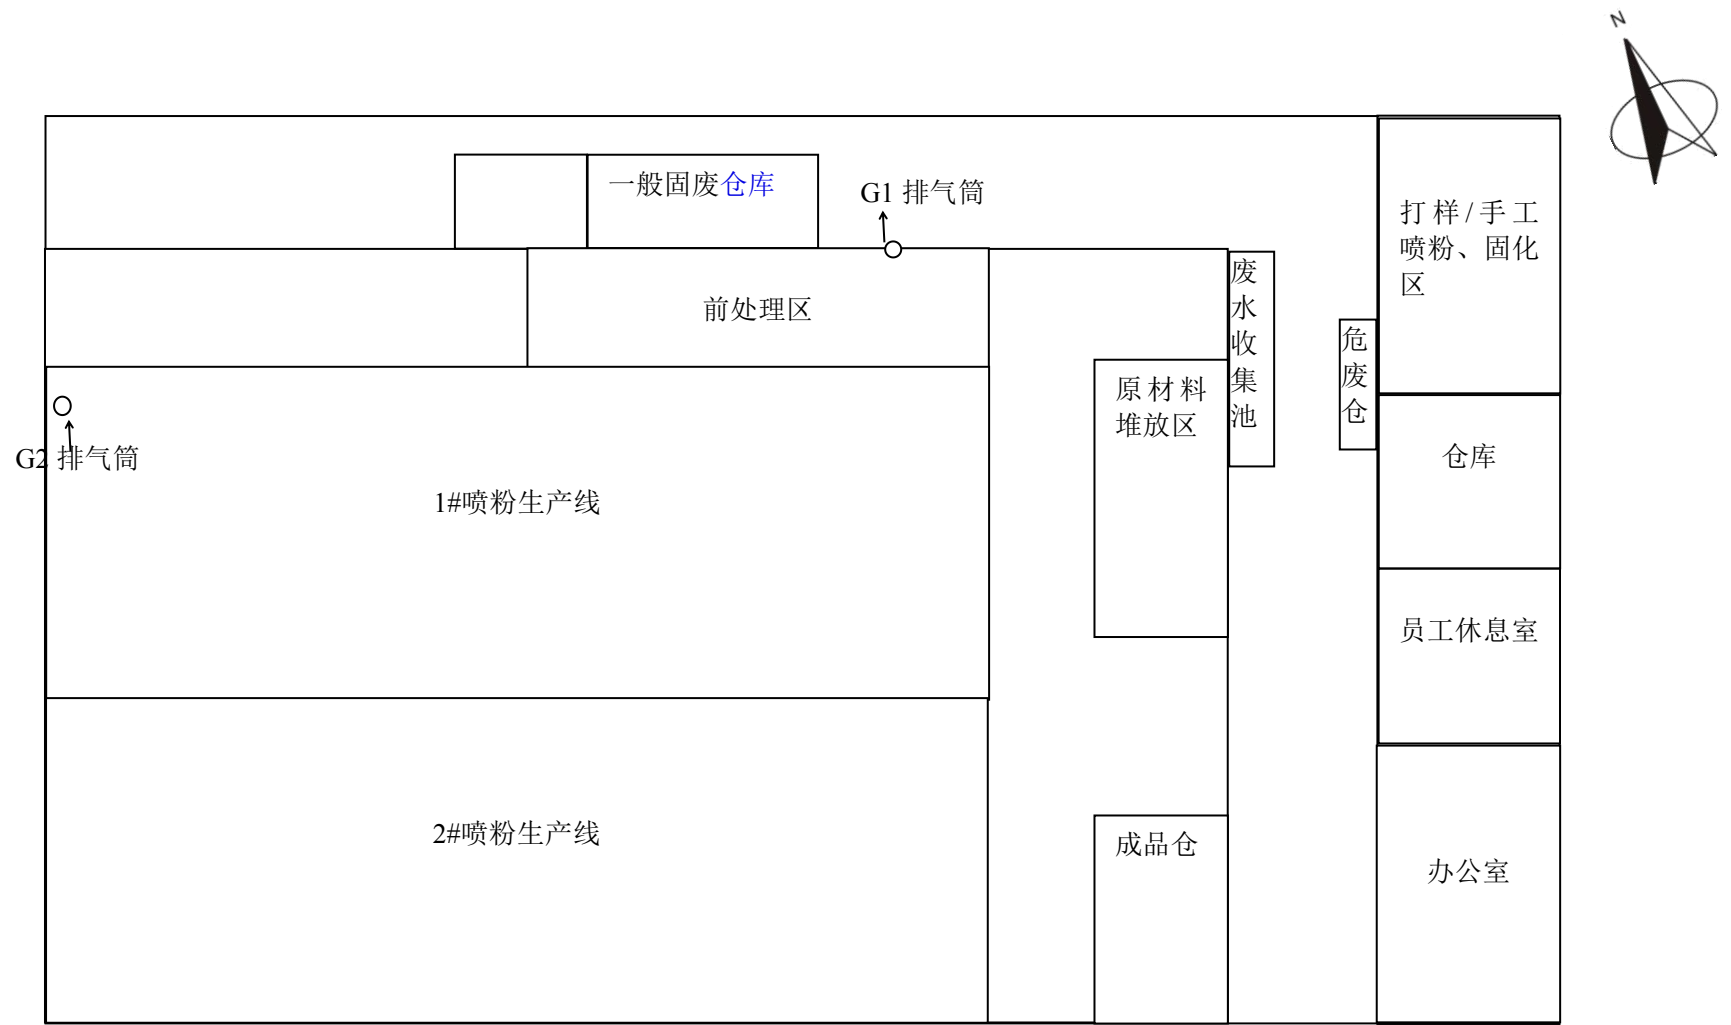 N
一般固废仓库
G1 排气筒
打样/手工
喷粉、固化
区
前处理区
废
水
收
集
池
危
废
仓
原材料
堆放区
G2 排气筒
仓库
1#喷粉生产线
员工休息室
2#喷粉生产线
成品仓
办公室